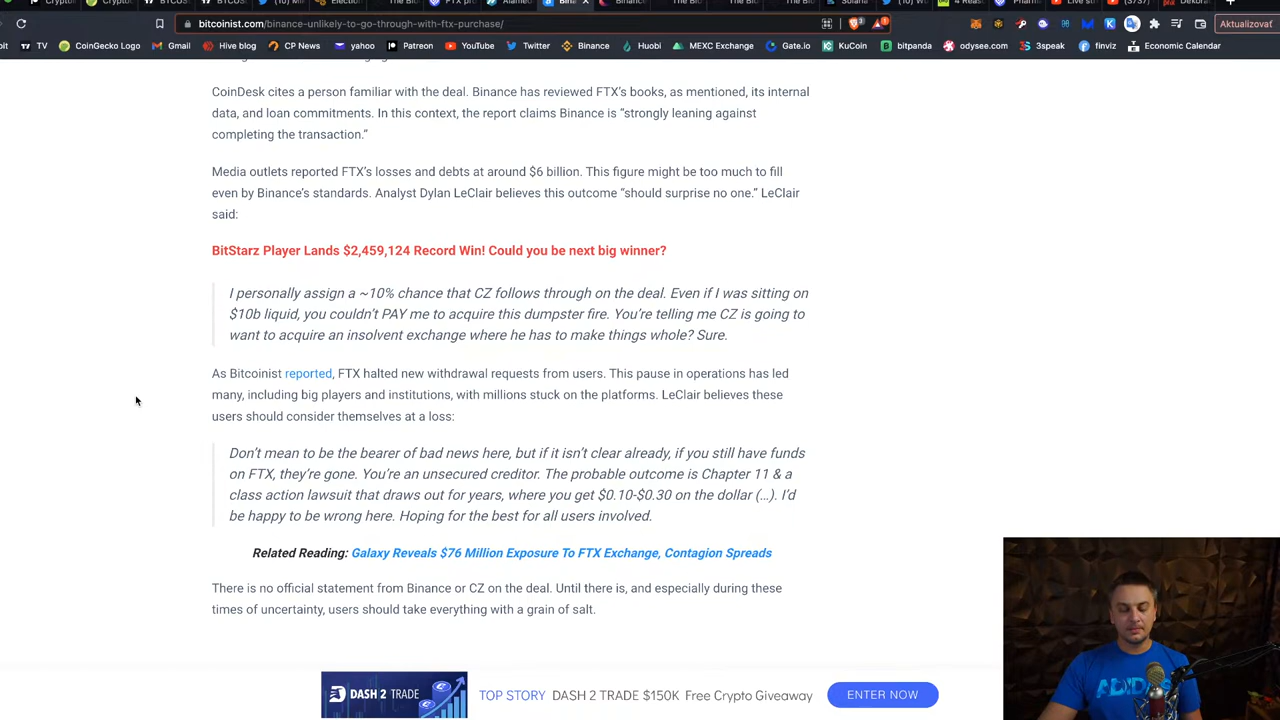 bitcoinist.com/binance-unlikely-to-go-through-with-ftx-purchase/
Aktualizovať
TV CoinGecko Logo Gmail Hive blog CP News yahoo Patreon YouTube Twitter Binance Huobi MEXC Exchange Gate.io KuCoin bitpanda odysee.com 3speak finviz Economic Calendar
CoinDesk cites a person familiar with the deal. Binance has reviewed FTX's books, as mentioned, its internal
data, and loan commitments. In this context, the report claims Binance is “strongly leaning against
completing the transaction.”
Media outlets reported FTX's losses and debts at around $6 billion. This figure might be too much to fill
even by Binance's standards. Analyst Dylan LeClair believes this outcome “should surprise no one.” LeClair
said:
BitStarz Player Lands $2,459,124 Record Win! Could you be next big winner?
I personally assign a ~10% chance that CZ follows through on the deal. Even if I was sitting on
$10b liquid, you couldn't PAY me to acquire this dumpster fire. You're telling me CZ is going to
want to acquire an insolvent exchange where he has to make things whole? Sure.
As Bitcoinist reported, FTX halted new withdrawal requests from users. This pause in operations has led
many, including big players and institutions, with millions stuck on the platforms. LeClair believes these
users should consider themselves at a loss:
Don't mean to be the bearer of bad news here, but if it isn't clear already, if you still have funds
on FTX, they're gone. You're an unsecured creditor. The probable outcome is Chapter 11 & a
class action lawsuit that draws out for years, where you get $0.10-$0.30 on the dollar (…). I'd
be happy to be wrong here. Hoping for the best for all users involved.
Related Reading: Galaxy Reveals $76 Million Exposure To FTX Exchange, Contagion Spreads
There is no official statement from Binance or CZ on the deal. Until there is, and especially during these
times of uncertainty, users should take everything with a grain of salt.
DASH 2 TRADE TOP STORY DASH 2 TRADE $150K Free Crypto Giveaway ENTER NOW